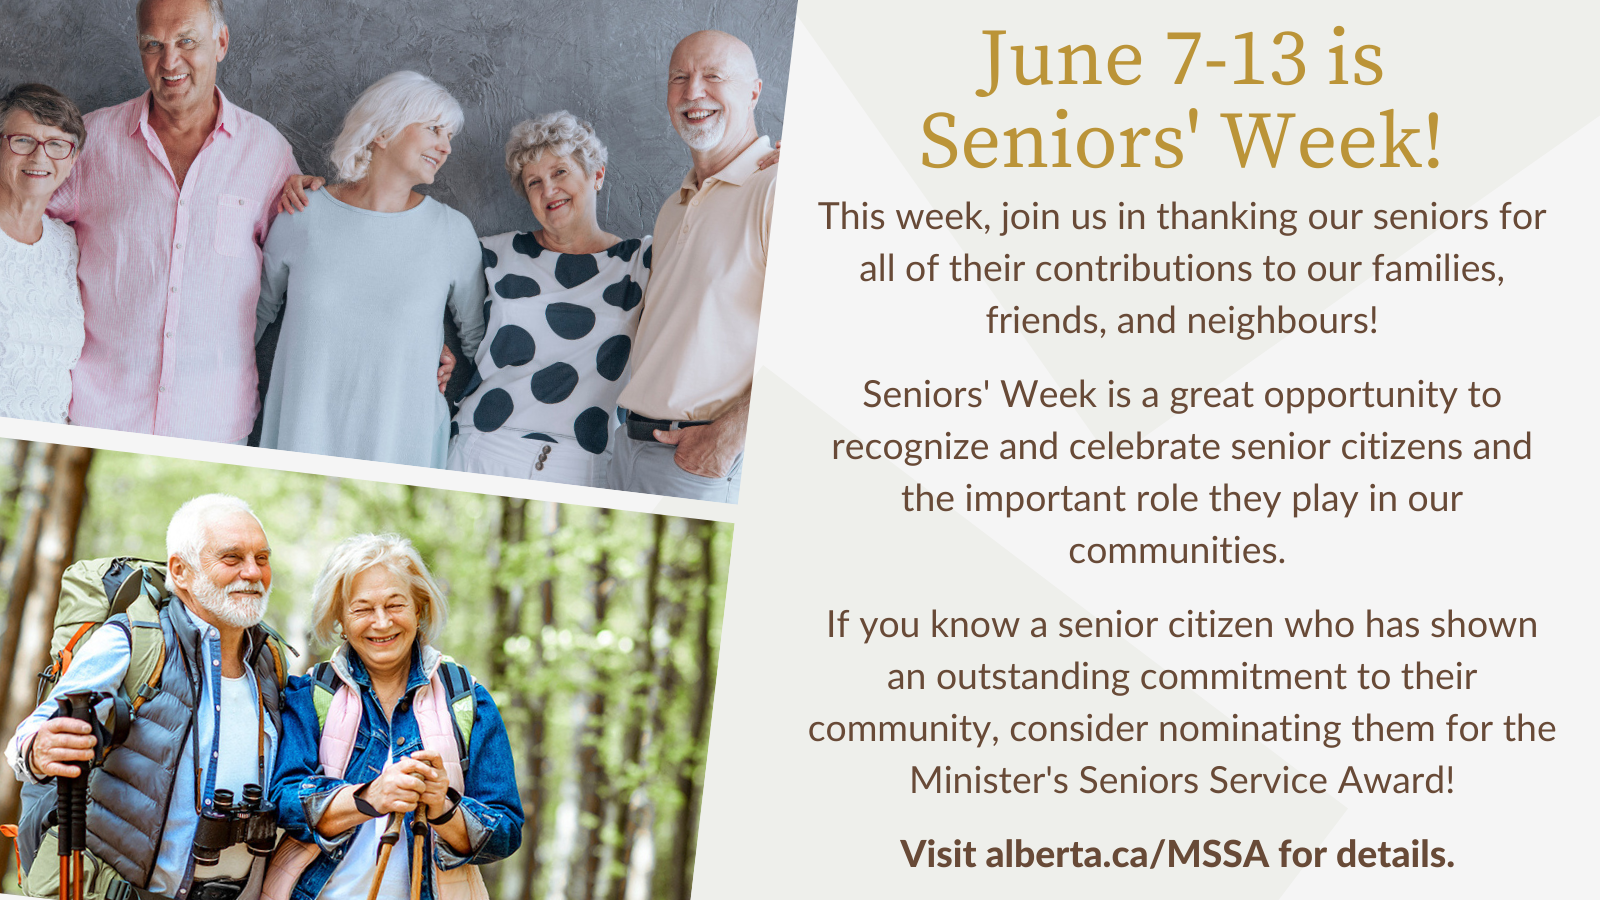 June 7-13 is
Seniors' Week!
This week, join us in thanking our seniors for
all of their contributions to our families,
friends, and neighbours!
Seniors' Week is a great opportunity to
recognize and celebrate senior citizens and
the important role they play in our
communities.
If you know a senior citizen who has shown
an outstanding commitment to their
community, consider nominating them for the
Minister's Seniors Service Award!
Visit alberta.ca/MSSA for details.